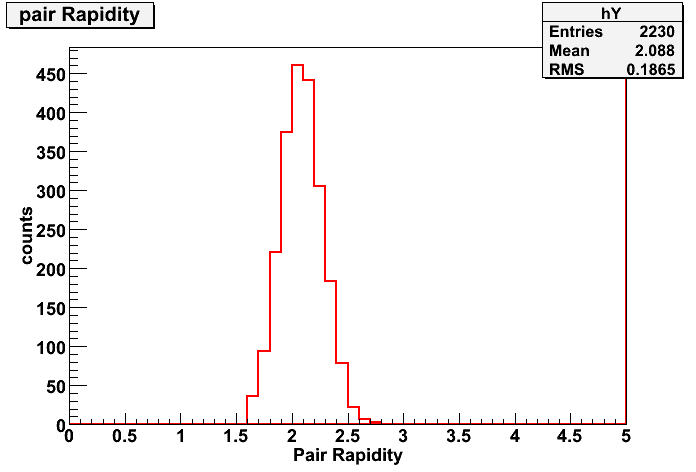 pair Rapidity
hY
Entries 2230
Mean 2.088
RMS 0.1865
450
400
350
300
250
200
150
100
50
0
counts
0 0.5 1 1.5 2 2.5 3 3.5 4 4.5 5
Pair Rapidity